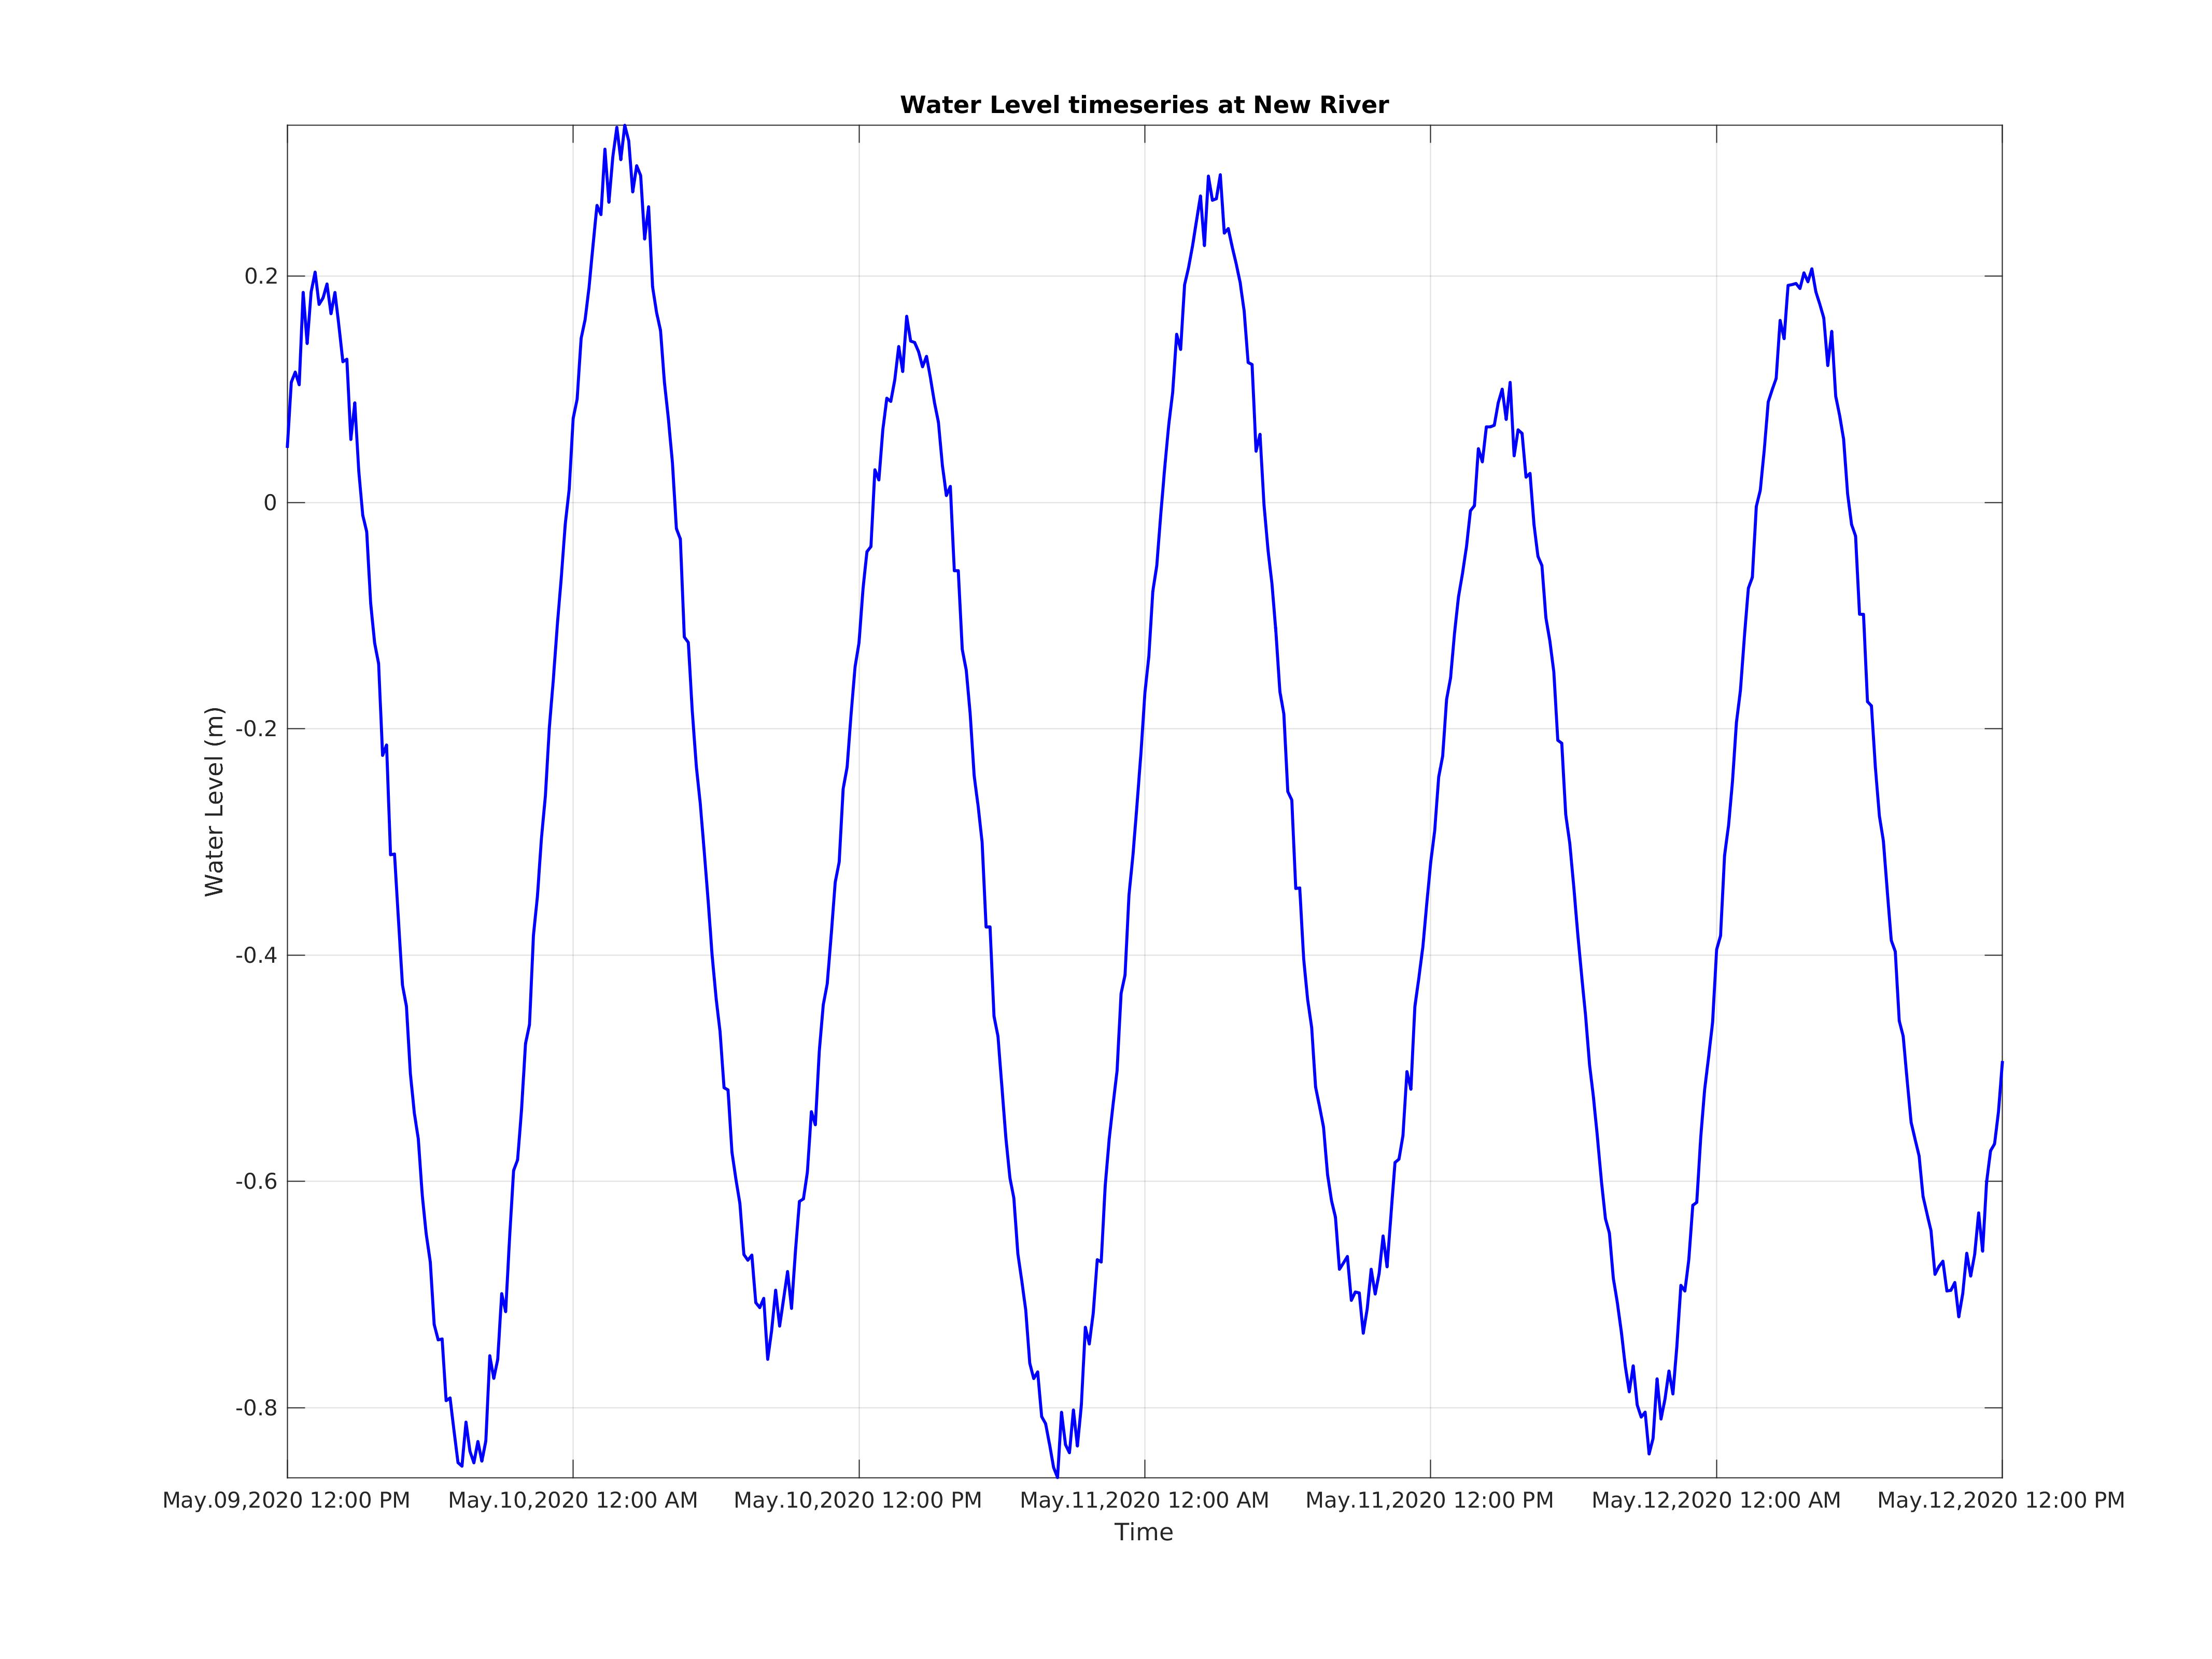 Water Level timeseries at New River
0.2
0
-0.2
-0.4
-0.6
-0.8
Water Level (m)
May.09,2020 12:00 PM
May.10,2020 12:00 AM
May.10,2020 12:00 PM
May.11,2020 12:00 AM
May.11,2020 12:00 PM
May.12,2020 12:00 AM
May.12,2020 12:00 PM
Time